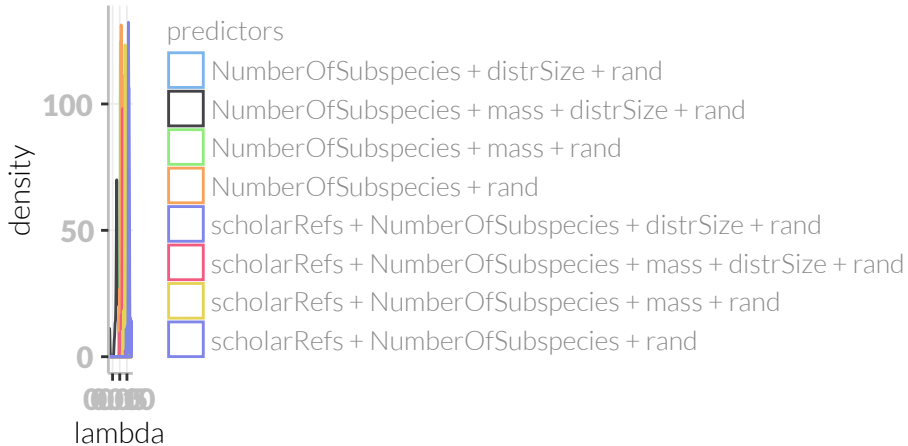 predictors
NumberOfSubspecies + distrSize + rand
NumberOfSubspecies + mass + distrSize + rand
NumberOfSubspecies + mass + rand
NumberOfSubspecies + rand
scholarRefs + NumberOfSubspecies + distrSize + rand
scholarRefs + NumberOfSubspecies + mass + distrSize + rand
scholarRefs + NumberOfSubspecies + mass + rand
scholarRefs + NumberOfSubspecies + rand
density
100
50
0
lambda